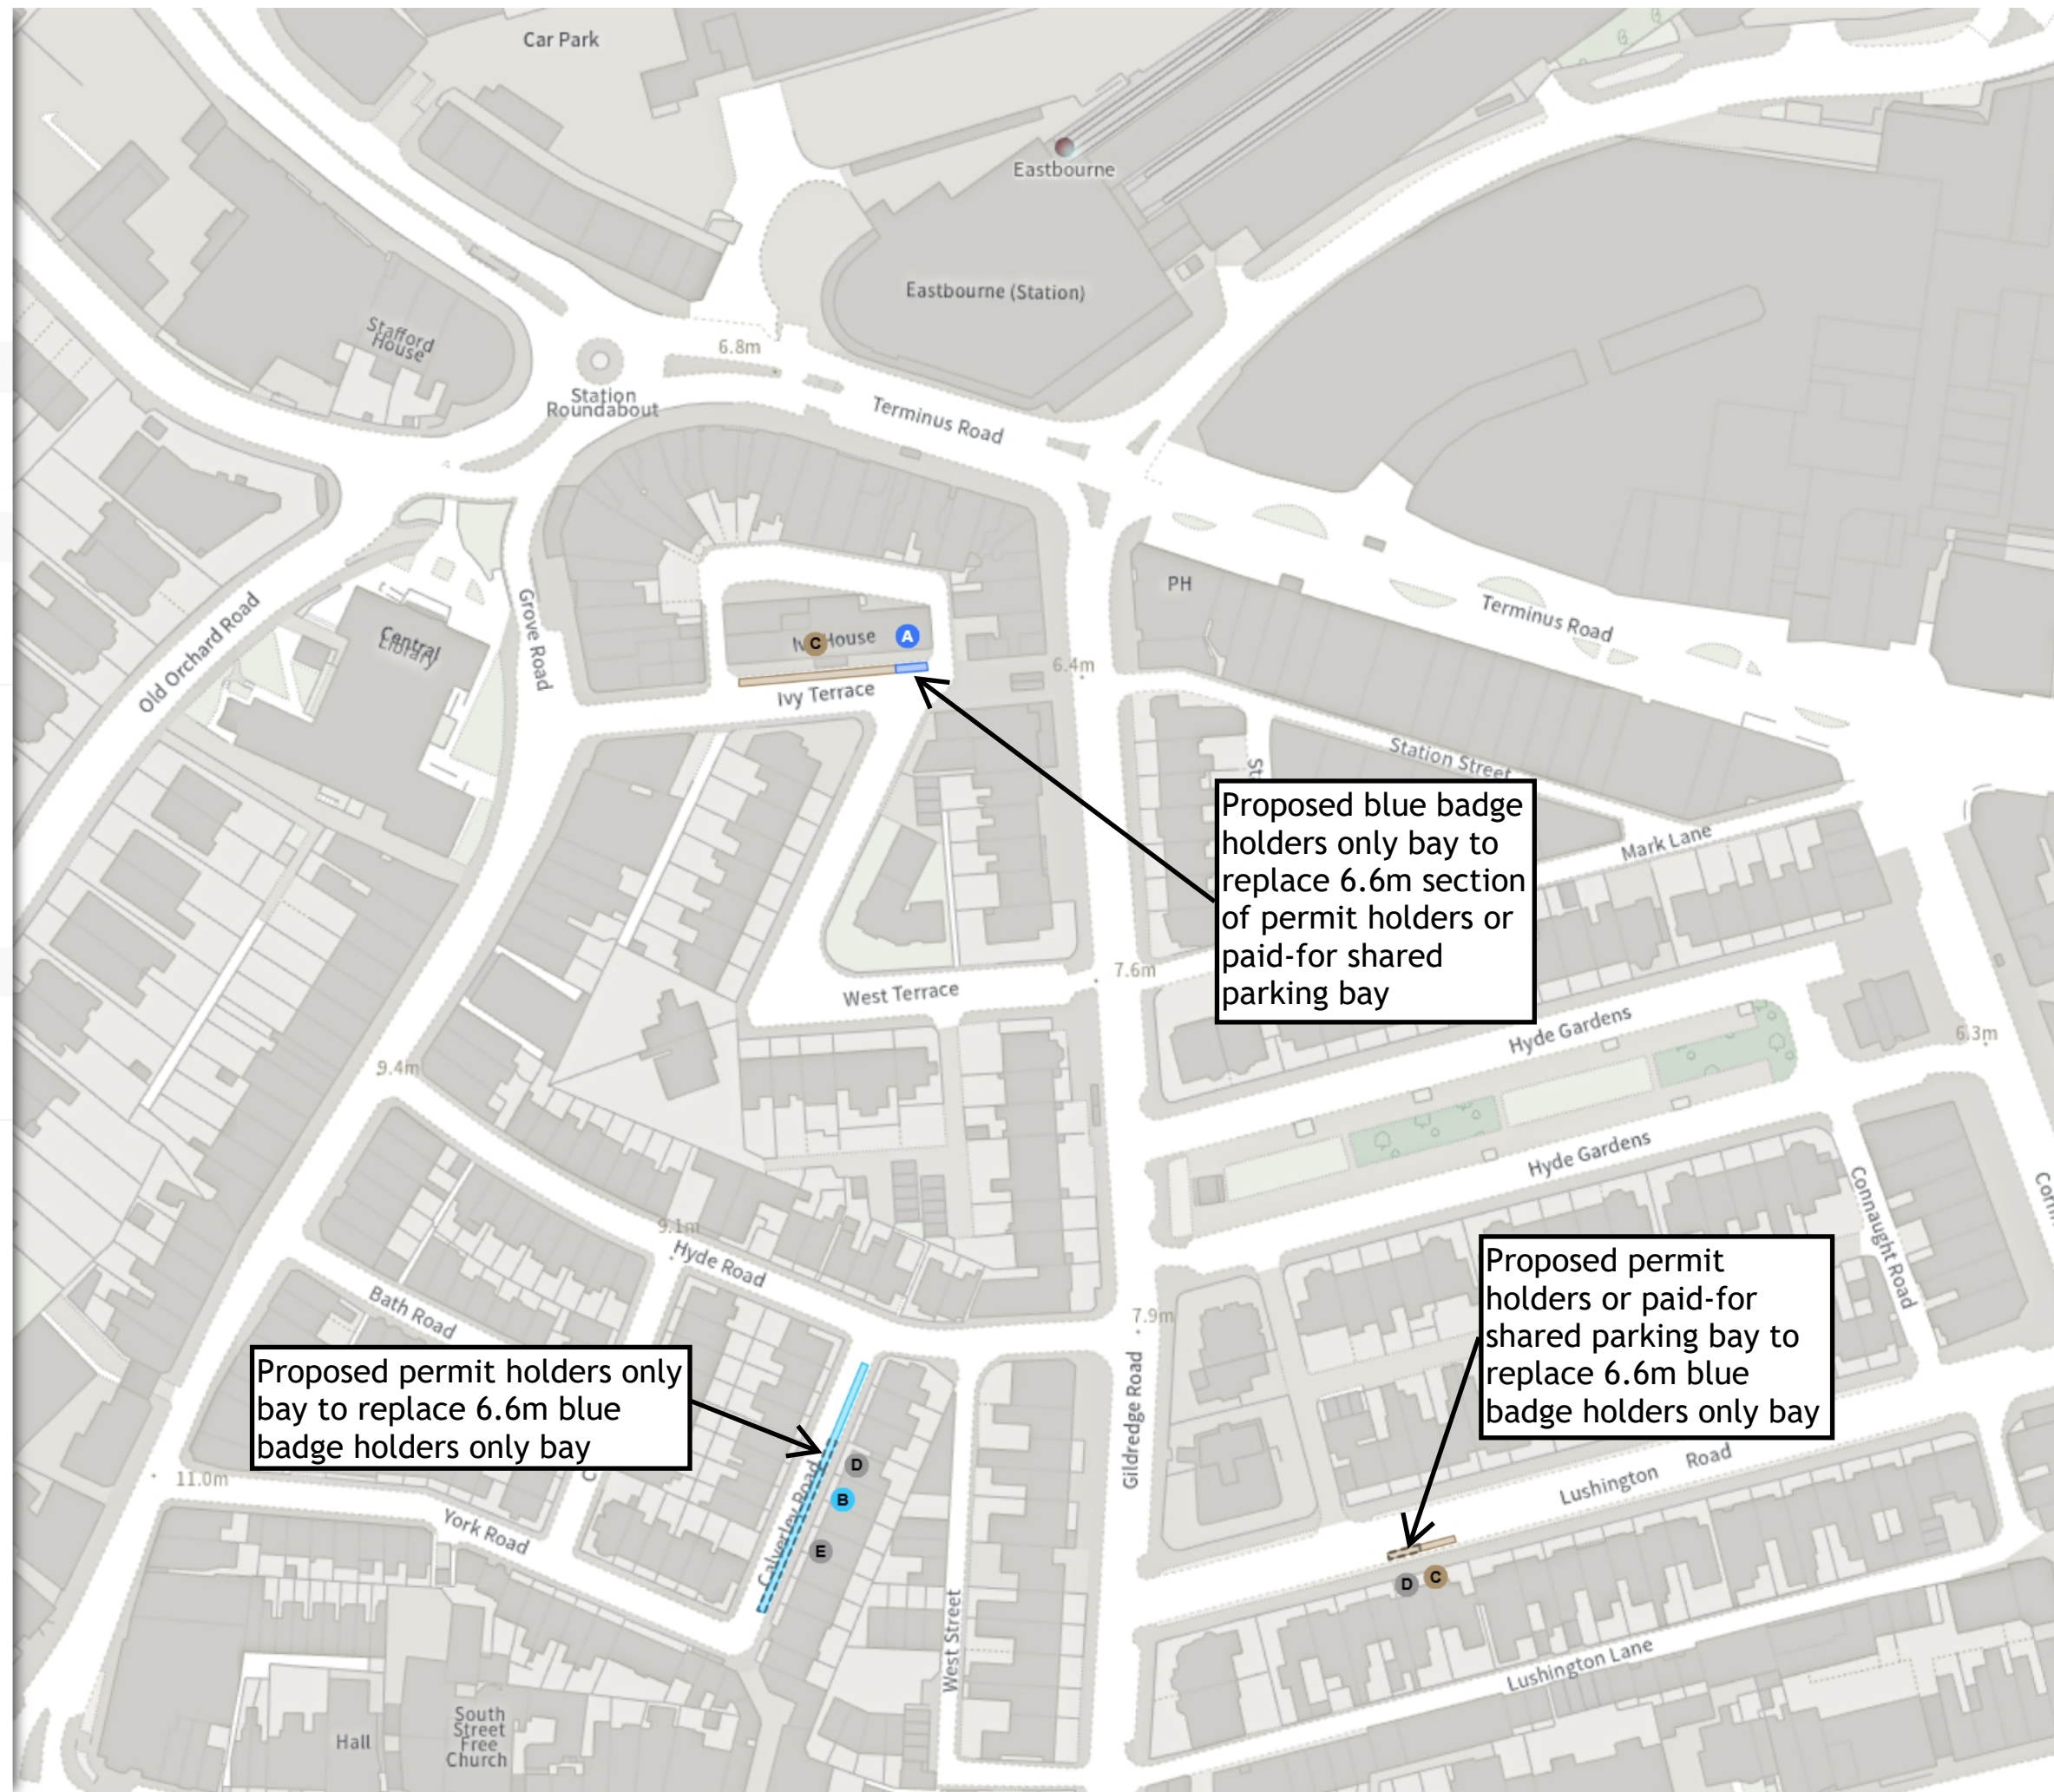 Car Park
G
G
Eastbourne
Eastbourne (Station)
Stafford
House
6.8m
Station
Roundabout
Terminus Road
PH
Grove Road
Terminus Road
Old Orchard Road
Central
Library
C
House
A
6.4m
Ivy Terrace
Station Street
Proposed blue badge
holders only bay to
replace 6.6m section
of permit holders or
paid-for shared
parking bay
Mark Lane
7.6m
West Terrace
Hyde Gardens
6.3m
9.4m
Hyde Gardens
Connaught Road
9.1m
Hyde Road
Proposed permit
holders or paid-for
shared parking bay to
replace 6.6m blue
badge holders only bay
Bath Road
7.9m
Proposed permit holders only
bay to replace 6.6m blue
badge holders only bay
Gildredge Road
D
B
E
Calverley Road
11.0m
York Road
Lushington Road
D
C
West Street
Lushington Lane
South
Street
Free
Church
Hall